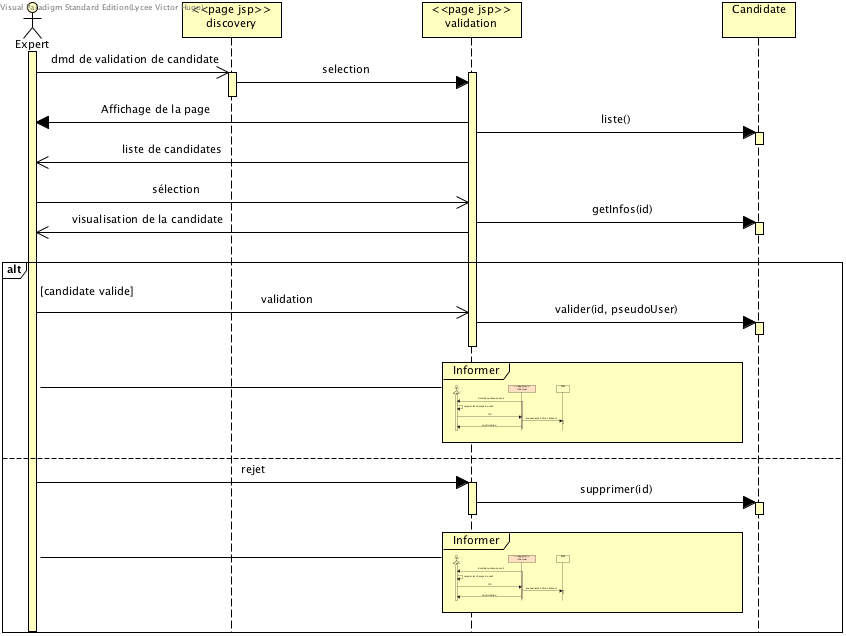 Visual Paradigm Standard Edition(Lycee Victor Hugo)
<<page jsp>>
discovery
<<page jsp>>
validation
Candidate
Expert
dmd de validation de candidate
selection
Affichage de la page
liste()
liste de candidates
sélection
getInfos(id)
visualisation de la candidate
alt
[candidate valide]
validation
valider(id, pseudoUser)
Informer
rejet
supprimer(id)
Informer